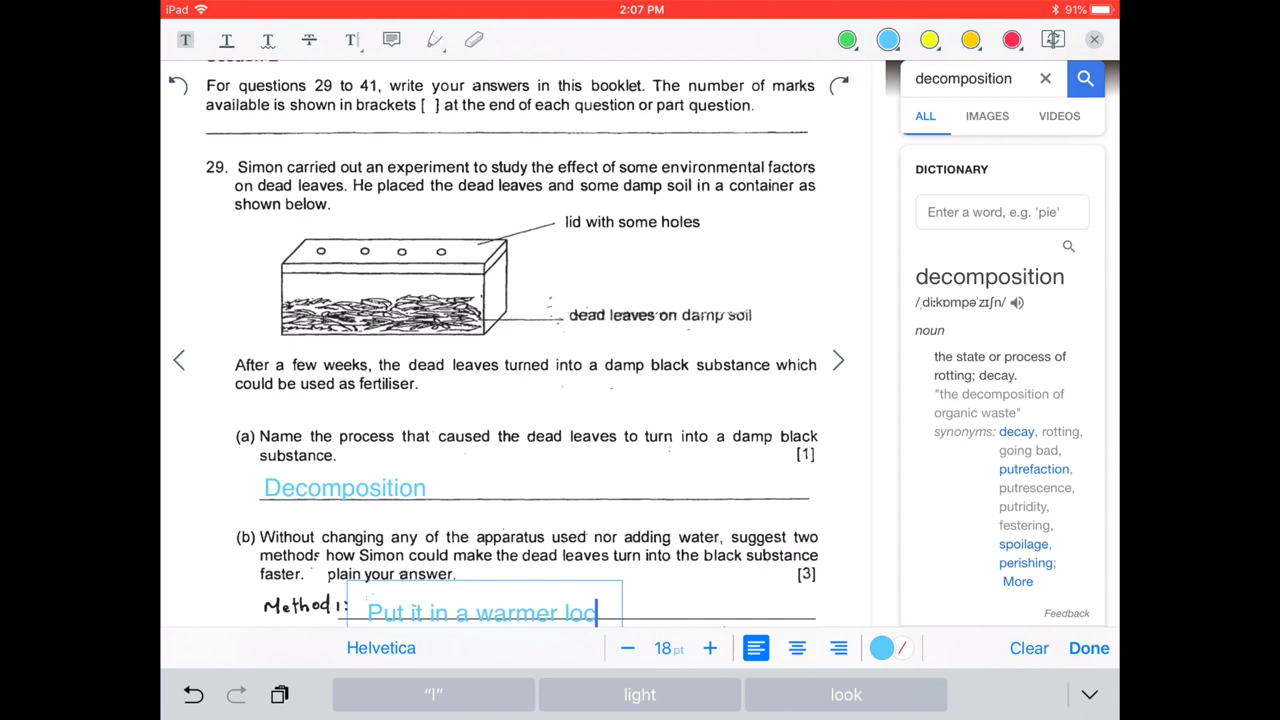 iPad 2:07 PM 91%
decomposition
ALL IMAGES VIDEOS
For questions 29 to 41, write your answers in this booklet. The number of marks
available is shown in brackets [ ] at the end of each question or part question.
29. Simon carried out an experiment to study the effect of some environmental factors
on dead leaves. He placed the dead leaves and some damp soil in a container as
shown below.
lid with some holes
dead leaves on damp soil
After a few weeks, the dead leaves turned into a damp black substance which
could be used as fertiliser.
(a) Name the process that caused the dead leaves to turn into a damp black
substance. [1]
Decomposition
(b) Without changing any of the apparatus used nor adding water, suggest two
methods how Simon could make the dead leaves turn into the black substance
faster. plain your answer. [3]
Method 1:
Put it in a warmer loc
DICTIONARY
Enter a word, e.g. 'pie'
decomposition
/ˌdiːkɒmpəˈzɪʃn/
noun
the state or process of
rotting; decay.
"the decomposition of
organic waste"
synonyms: decay, rotting,
going bad,
putrefaction,
putrescence,
putridity,
festering,
spoilage,
perishing;
More
Feedback
Helvetica 18 pt Clear Done
"l" light look